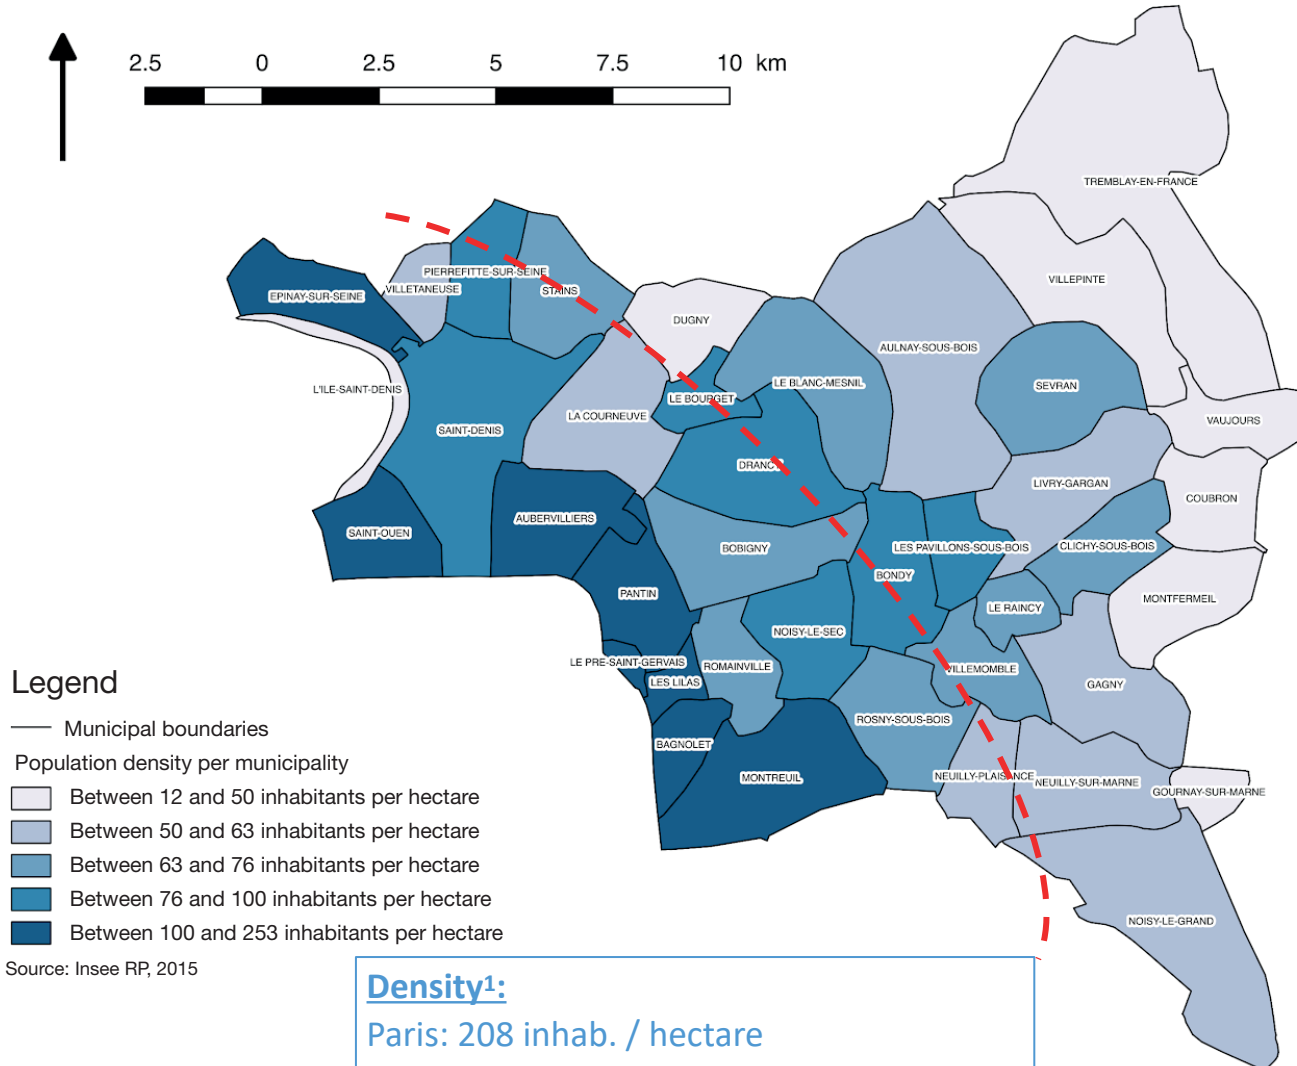 2.5 0 2.5 5 7.5 10 km
TREMBLAY-EN-FRANCE
VILLEPINTE
PIERREFITTE-SUR-SEINE
VILLETANEUSE
STAINS
EPINAY-SUR-SEINE
DUGNY
AULNAY-SOUS-BOIS
L'ILE-SAINT-DENIS
LE BLANC-MESNIL
SEVRAN
LE BOURGET
LA COURNEUVE
VAUJOURS
SAINT-DENIS
DRANCY
LIVRY-GARGAN
COUBRON
AUBERVILLIERS
SAINT-OUEN
BOBIGNY
LES PAVILLONS-SOUS-BOIS
CLICHY-SOUS-BOIS
BONDY
PANTIN
MONTFERMEIL
LE RAINCY
NOISY-LE-SEC
LE PRE-SAINT-GERVAIS
ROMAINVILLE
VILLEMOMBLE
LES LILAS
GAGNY
ROSNY-SOUS-BOIS
BAGNOLET
MONTREUIL
NEUILLY-PLAISANCE
NEUILLY-SUR-MARNE
GOURNAY-SUR-MARNE
NOISY-LE-GRAND
Legend
Municipal boundaries
Population density per municipality
Between 12 and 50 inhabitants per hectare
Between 50 and 63 inhabitants per hectare
Between 63 and 76 inhabitants per hectare
Between 76 and 100 inhabitants per hectare
Between 100 and 253 inhabitants per hectare
Source: Insee RP, 2015
Density¹:
Paris: 208 inhab. / hectare